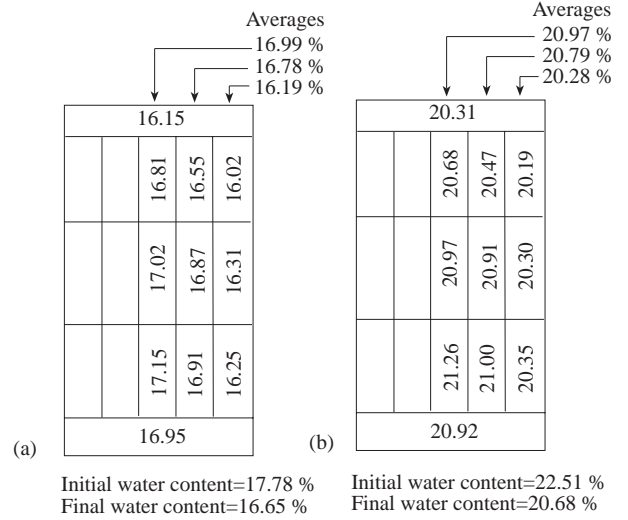 Averages
16.99 %
16.78 %
16.19 %
16.15
16.81 16.55 16.02
17.02 16.87 16.31
17.15 16.91 16.25
16.95
(a)
Initial water content=17.78 %
Final water content=16.65 %
Averages
20.97 %
20.79 %
20.28 %
20.31
20.68 20.47 20.19
20.97 20.91 20.30
21.26 21.00 20.35
20.92
(b)
Initial water content=22.51 %
Final water content=20.68 %